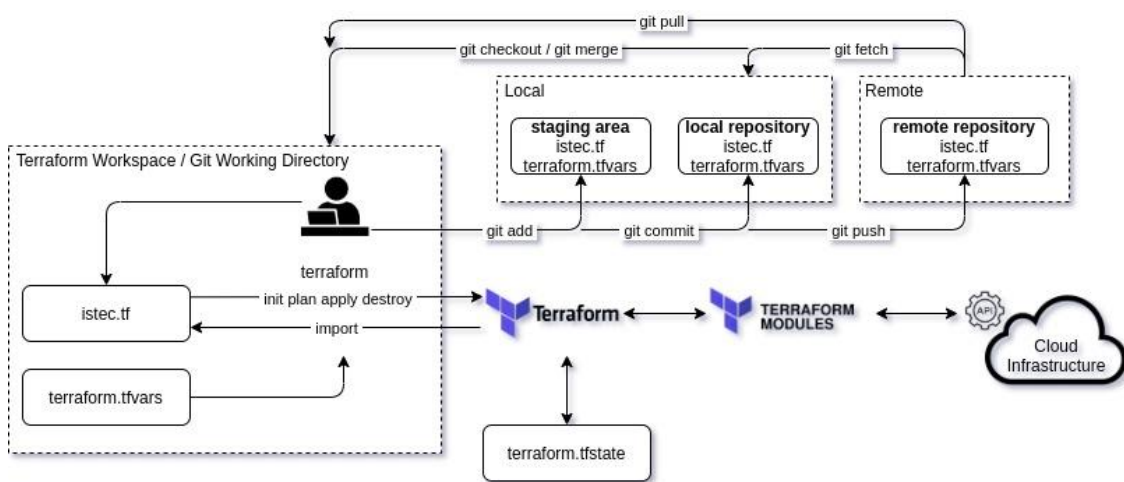 git pull
git checkout / git merge
git fetch
Local
Remote
staging area
istec.tf
terraform.tfvars
local repository
istec.tf
terraform.tfvars
remote repository
istec.tf
terraform.tfvars
Terraform Workspace / Git Working Directory
git add
git commit
git push
terraform
init plan apply destroy
istec.tf
import
Terraform
TERRAFORM
MODULES
API
Cloud
Infrastructure
terraform.tfvars
terraform.tfstate